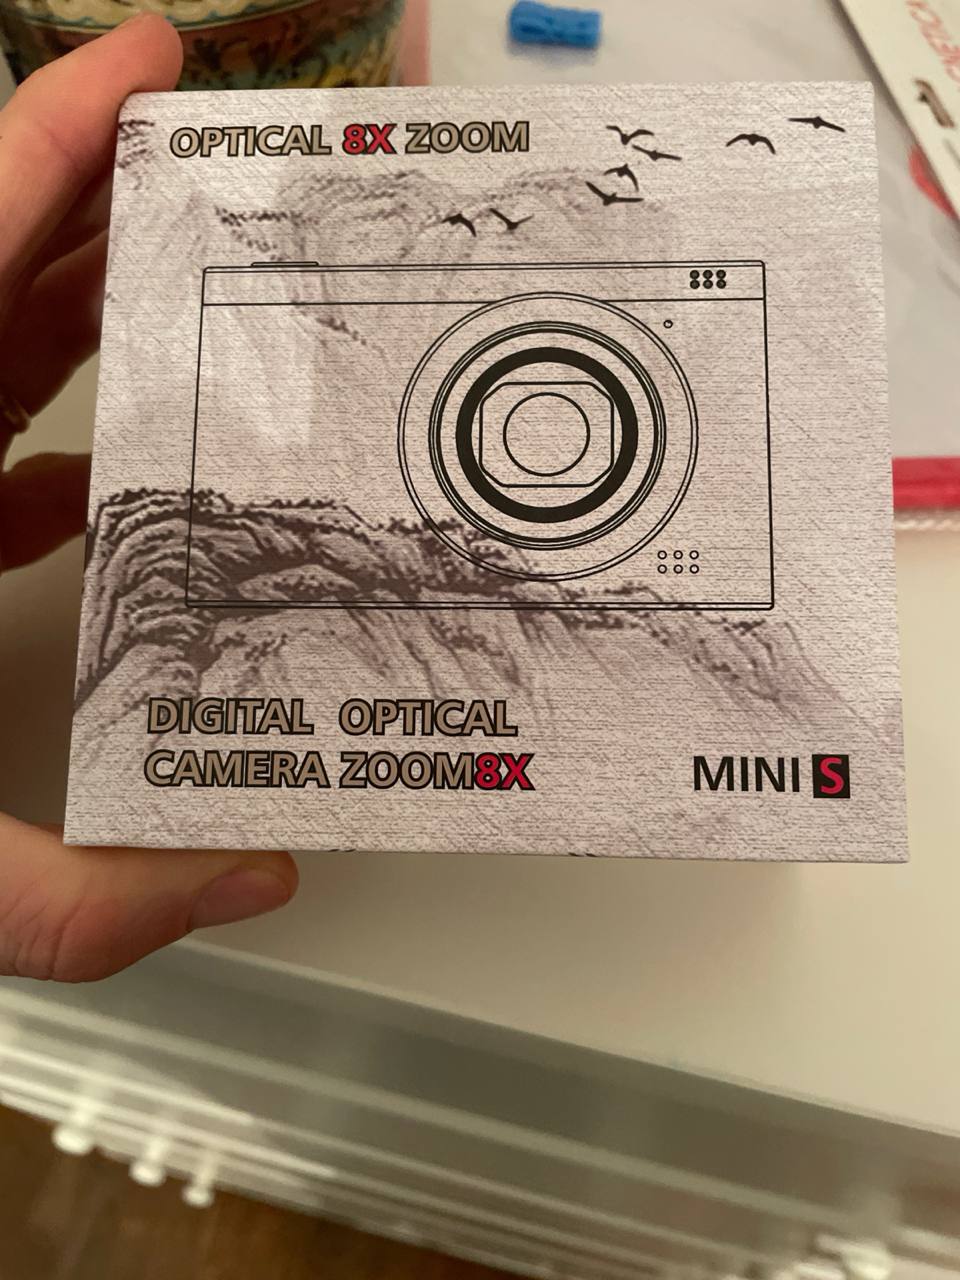 OPTICAL 8X ZOOM
DIGITAL OPTICAL
CAMERA ZOOM8X
MINI S